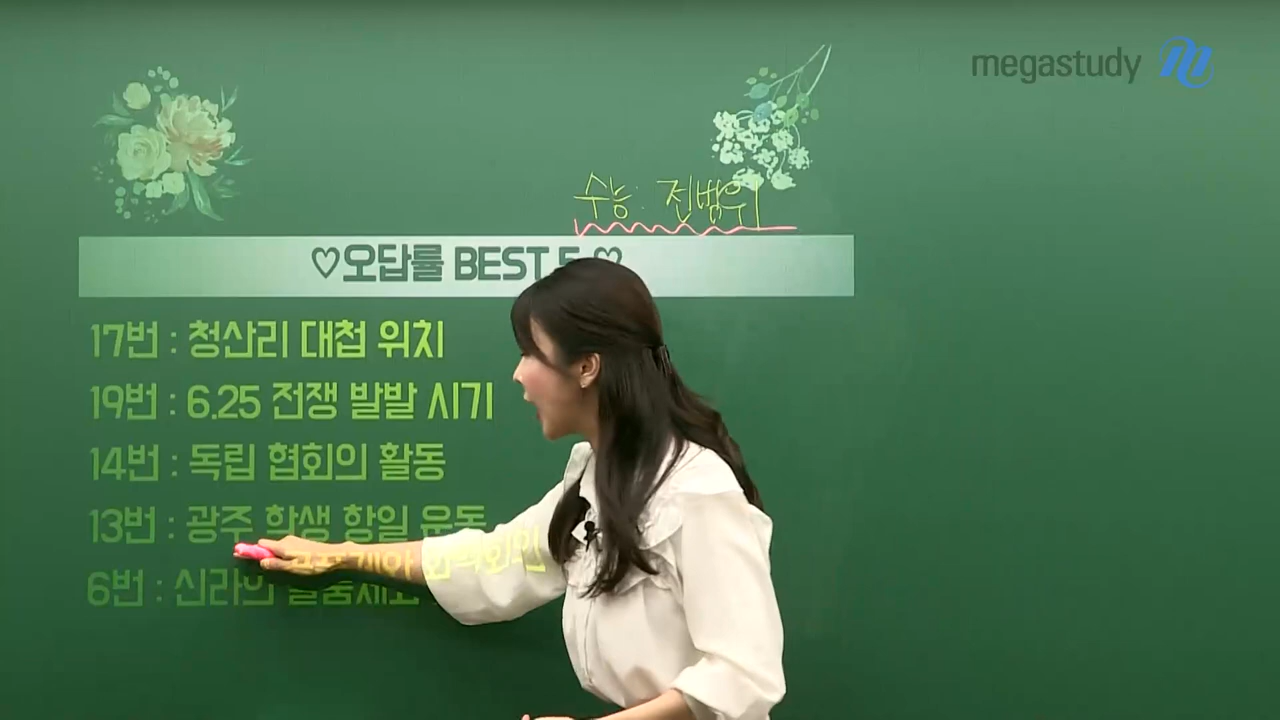 megastudy
수능: 전범위
♡오답률 BEST 5 ♡
17번 : 청산리 대첩 위치
19번 : 6.25 전쟁 발발 시기
14번 : 독립 협회의 활동
13번 : 광주 학생 항일 운동
6번 : 신라의 골품제도